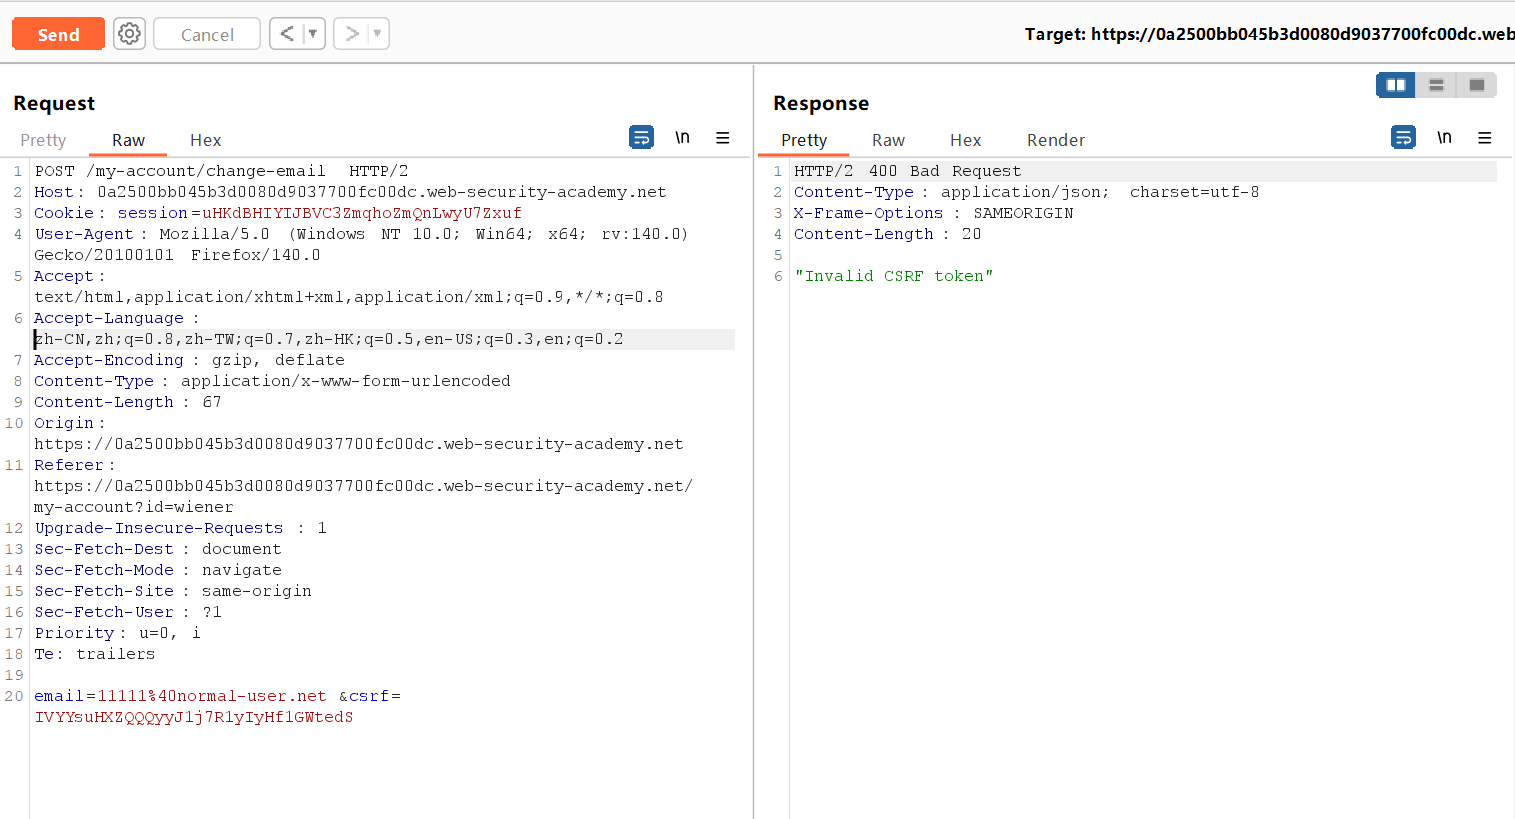 Send
Cancel
<
>
Target: https://0a2500bb045b3d0080d9037700fc00dc.web
Request
Pretty Raw Hex
\n
1 POST /my-account/change-email HTTP/2
2 Host: 0a2500bb045b3d0080d9037700fc00dc.web-security-academy.net
3 Cookie: session=uHKdBHIYIJBVC3ZmqhoZmQnLwyU7Zxuf
4 User-Agent: Mozilla/5.0 (Windows NT 10.0; Win64; x64; rv:140.0)
Gecko/20100101 Firefox/140.0
5 Accept:
text/html,application/xhtml+xml,application/xml;q=0.9,*/*;q=0.8
6 Accept-Language:
zh-CN,zh;q=0.8,zh-TW;q=0.7,zh-HK;q=0.5,en-US;q=0.3,en;q=0.2
7 Accept-Encoding: gzip, deflate
8 Content-Type: application/x-www-form-urlencoded
9 Content-Length: 67
10 Origin:
https://0a2500bb045b3d0080d9037700fc00dc.web-security-academy.net
11 Referer:
https://0a2500bb045b3d0080d9037700fc00dc.web-security-academy.net/
my-account?id=wiener
12 Upgrade-Insecure-Requests: 1
13 Sec-Fetch-Dest: document
14 Sec-Fetch-Mode: navigate
15 Sec-Fetch-Site: same-origin
16 Sec-Fetch-User: ?1
17 Priority: u=0, i
18 Te: trailers
19
20 email=11111%40normal-user.net&csrf=
IVYYsuHXZQQQyyJ1j7R1yIyHf1GWtedS
Response
Pretty Raw Hex Render
\n
1 HTTP/2 400 Bad Request
2 Content-Type: application/json; charset=utf-8
3 X-Frame-Options: SAMEORIGIN
4 Content-Length: 20
5
6 "Invalid CSRF token"